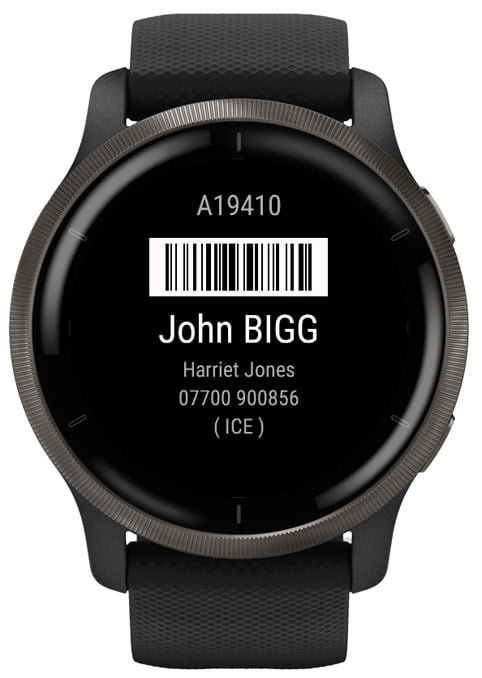 A19410
John BIGG
Harriet Jones
07700 900856
( ICE )